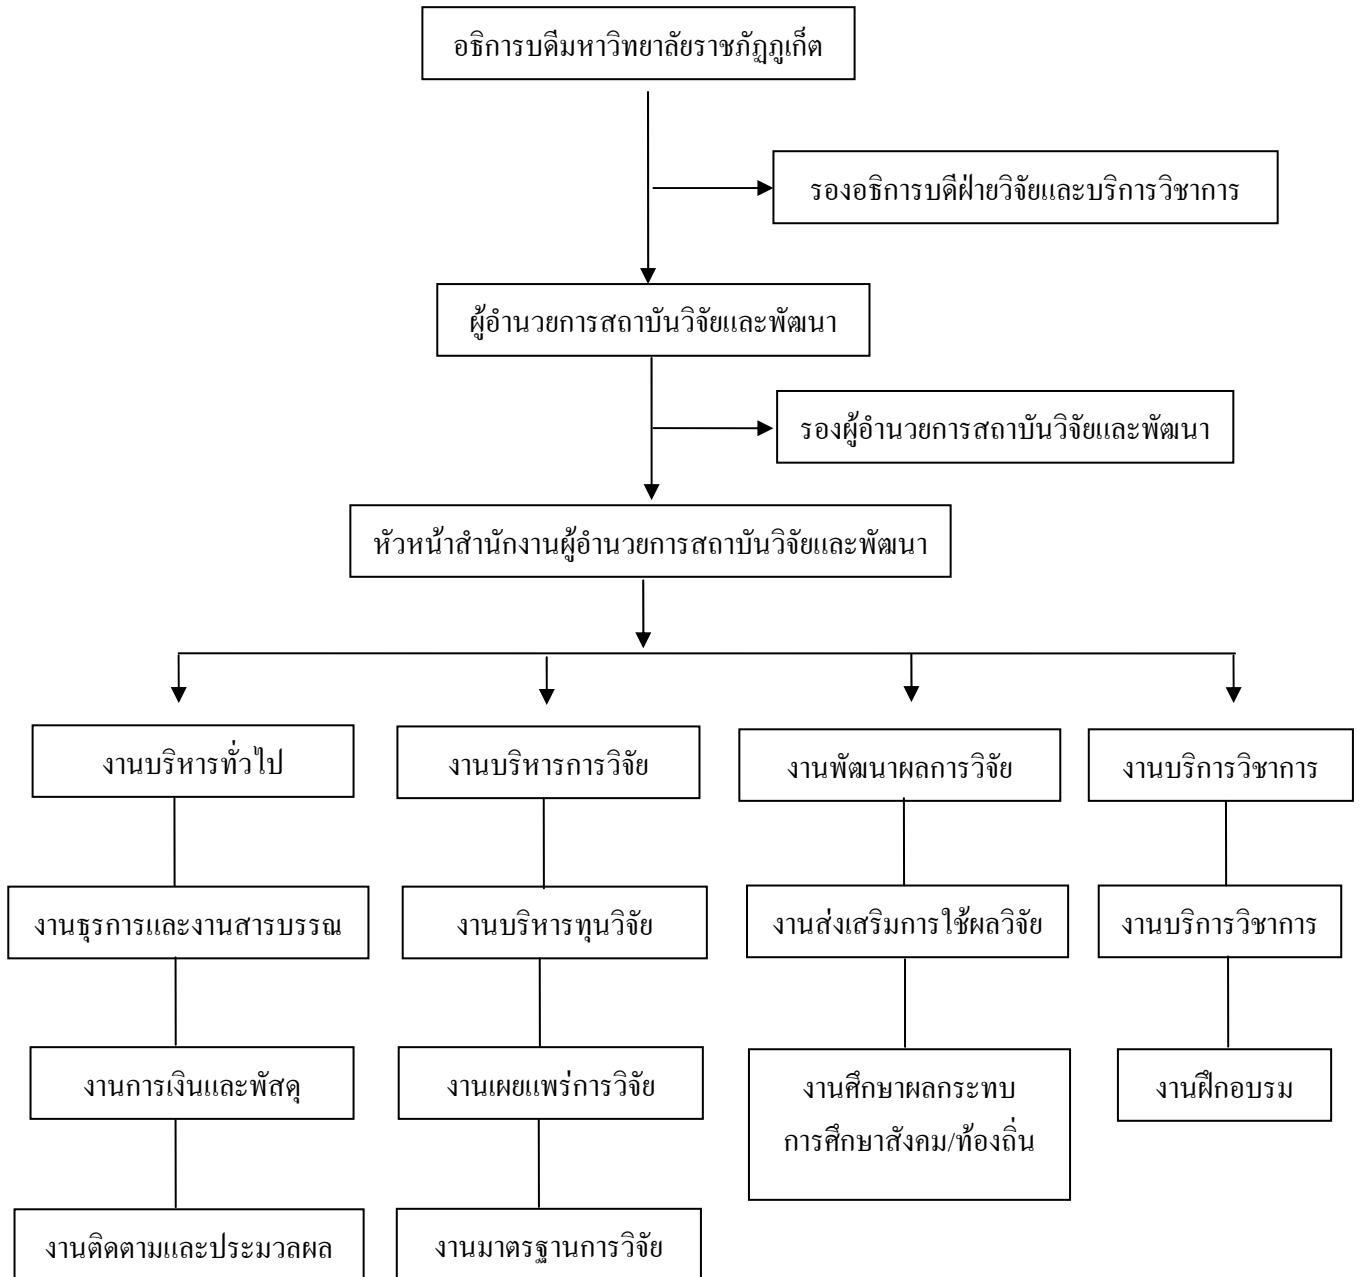 อธิการบดีมหาวิทยาลัยราชภัฏภูเก็ต
รองอธิการบดีฝ่ายวิจัยและบริการวิชาการ
ผู้อำนวยการสถาบันวิจัยและพัฒนา
รองผู้อำนวยการสถาบันวิจัยและพัฒนา
หัวหน้าสำนักงานผู้อำนวยการสถาบันวิจัยและพัฒนา
งานบริหารทั่วไป
งานบริหารการวิจัย
งานพัฒนาผลการวิจัย
งานบริการวิชาการ
งานธุรการและงานสารบรรณ
งานบริหารทุนวิจัย
งานส่งเสริมการใช้ผลวิจัย
งานบริการวิชาการ
งานการเงินและพัสดุ
งานเผยแพร่การวิจัย
งานศึกษาผลกระทบ
การศึกษาสังคม/ท้องถิ่น
งานฝึกอบรม
งานติดตามและประมวลผล
งานมาตรฐานการวิจัย